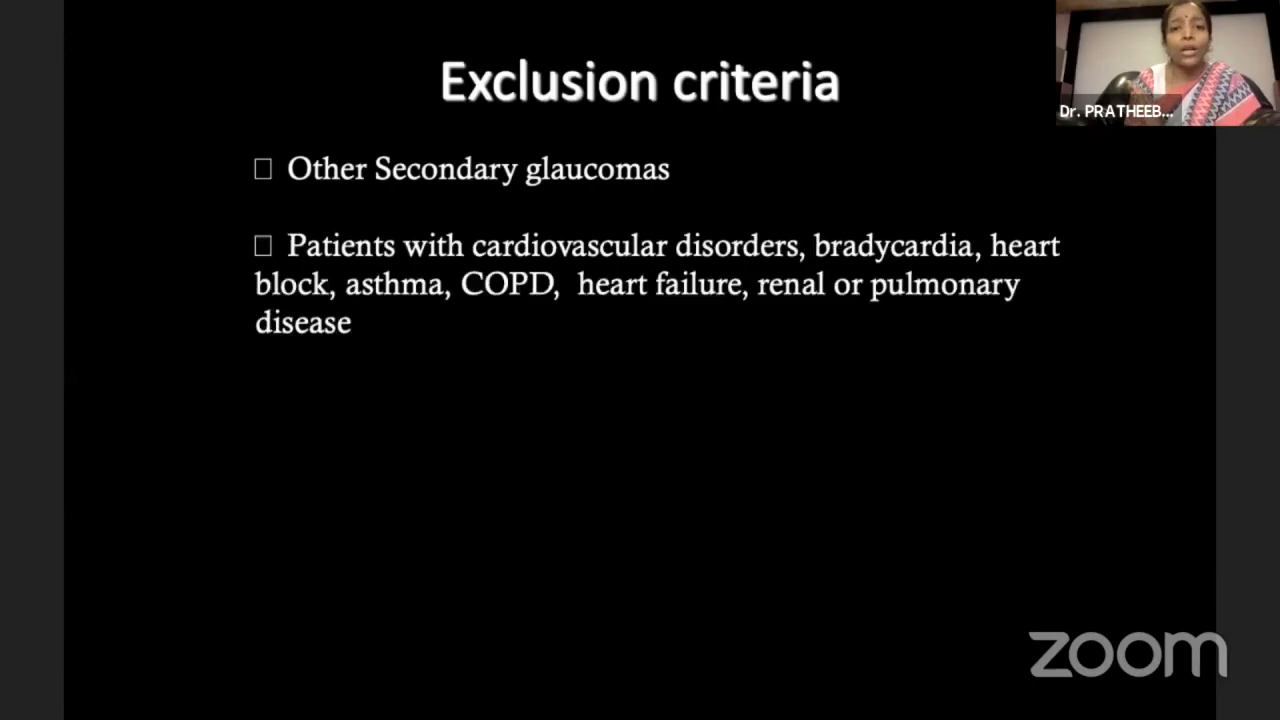 Exclusion criteria
Dr. PRATHEEB...
Other Secondary glaucomas
Patients with cardiovascular disorders, bradycardia, heart
block, asthma, COPD, heart failure, renal or pulmonary
disease
zoom